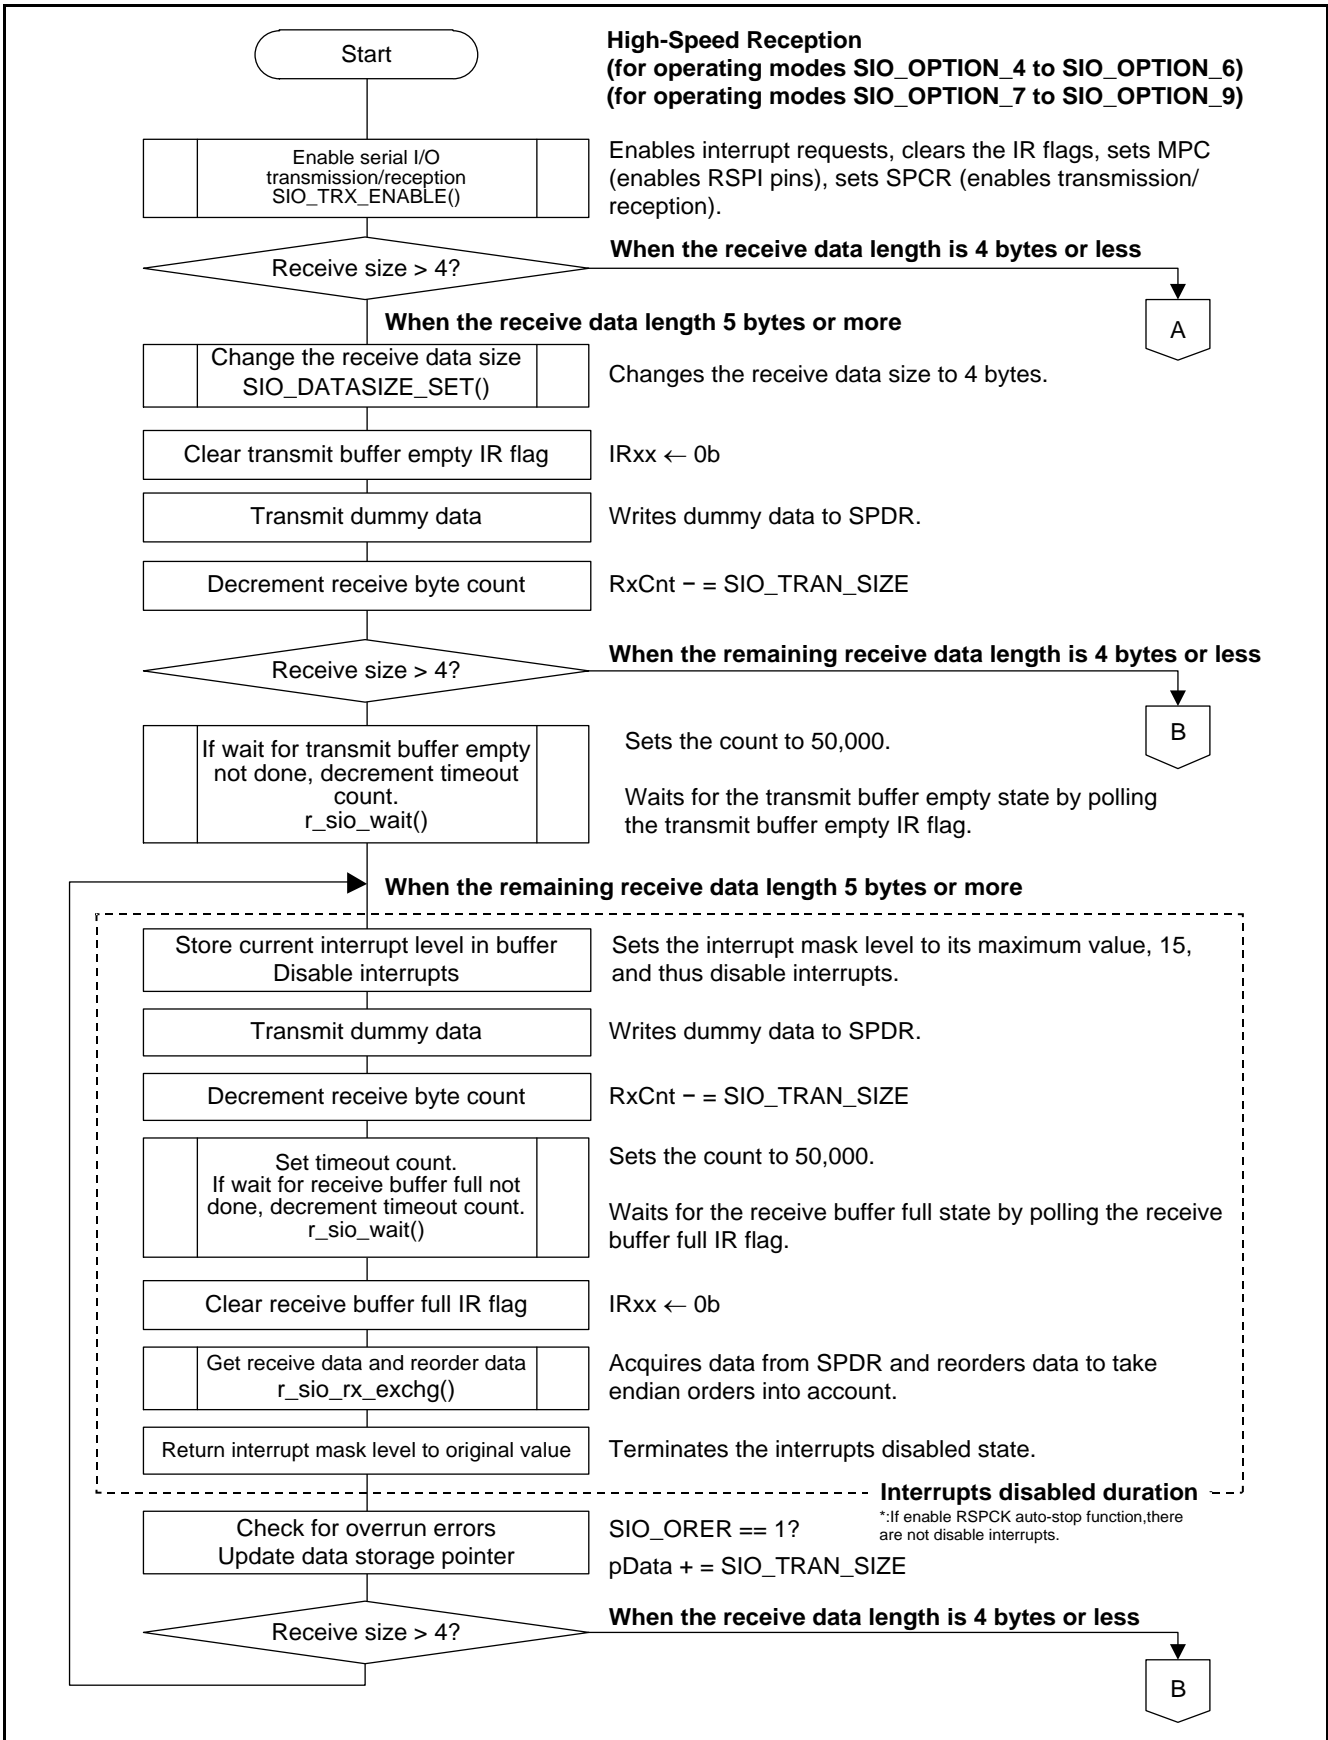 Start
High-Speed Reception
(for operating modes SIO_OPTION_4 to SIO_OPTION_6)
(for operating modes SIO_OPTION_7 to SIO_OPTION_9)
Enable serial I/O
transmission/reception
SIO_TRX_ENABLE()
Enables interrupt requests, clears the IR flags, sets MPC
(enables RSPI pins), sets SPCR (enables transmission/
reception).
When the receive data length is 4 bytes or less
Receive size > 4?
A
When the receive data length 5 bytes or more
Change the receive data size
SIO_DATASIZE_SET()
Changes the receive data size to 4 bytes.
Clear transmit buffer empty IR flag
IRxx ← 0b
Transmit dummy data
Writes dummy data to SPDR.
Decrement receive byte count
RxCnt − = SIO_TRAN_SIZE
When the remaining receive data length is 4 bytes or less
Receive size > 4?
B
If wait for transmit buffer empty
not done, decrement timeout
count.
r_sio_wait()
Sets the count to 50,000.
Waits for the transmit buffer empty state by polling
the transmit buffer empty IR flag.
When the remaining receive data length 5 bytes or more
Store current interrupt level in buffer
Disable interrupts
Sets the interrupt mask level to its maximum value, 15,
and thus disable interrupts.
Transmit dummy data
Writes dummy data to SPDR.
Decrement receive byte count
RxCnt − = SIO_TRAN_SIZE
Set timeout count.
If wait for receive buffer full not
done, decrement timeout count.
r_sio_wait()
Sets the count to 50,000.
Waits for the receive buffer full state by polling the receive
buffer full IR flag.
Clear receive buffer full IR flag
IRxx ← 0b
Get receive data and reorder data
r_sio_rx_exchg()
Acquires data from SPDR and reorders data to take
endian orders into account.
Return interrupt mask level to original value
Terminates the interrupts disabled state.
Interrupts disabled duration
*:If enable RSPCK auto-stop function,there
are not disable interrupts.
Check for overrun errors
Update data storage pointer
SIO_ORER == 1?
pData + = SIO_TRAN_SIZE
When the receive data length is 4 bytes or less
Receive size > 4?
B